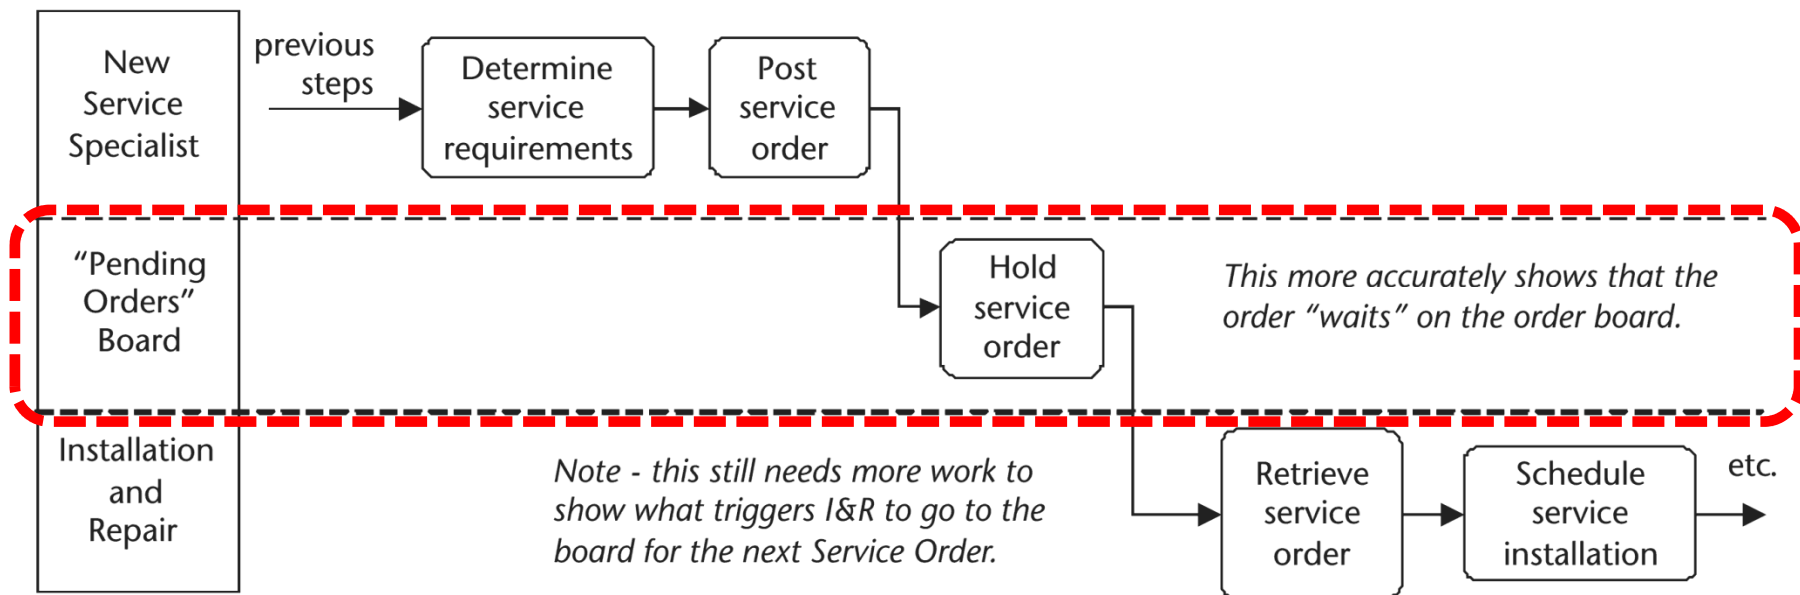 New
Service
Specialist
previous
steps
Determine
service
requirements
Post
service
order
“Pending
Orders”
Board
Hold
service
order
This more accurately shows that the
order “waits” on the order board.
Installation
and
Repair
Note - this still needs more work to
show what triggers I&R to go to the
board for the next Service Order.
Retrieve
service
order
Schedule
service
installation
etc.